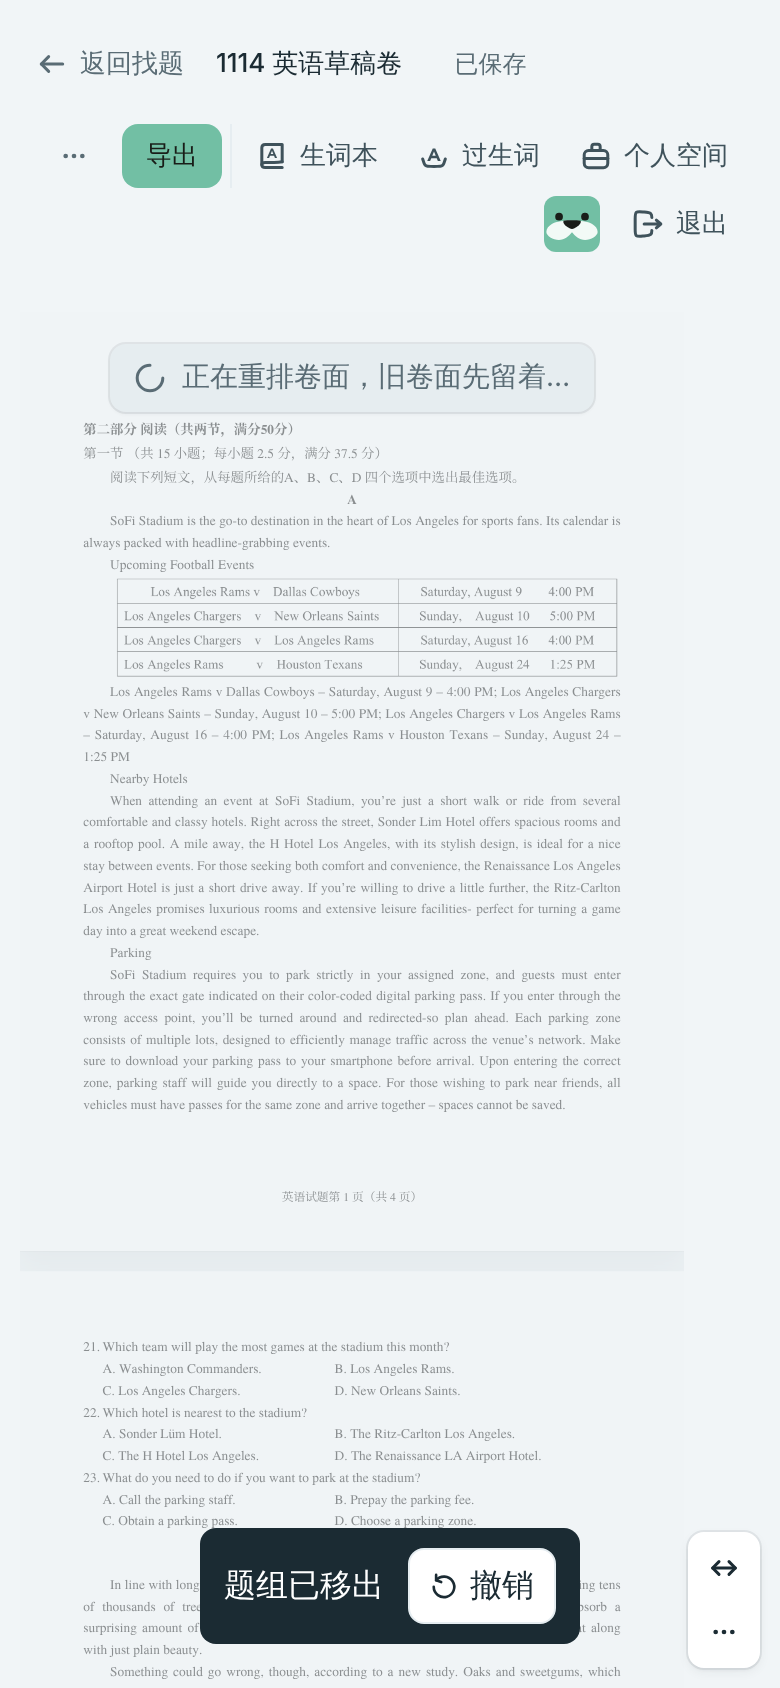 返回找题 1114 英语草稿卷 已保存
... 导出 生词本 过生词 个人空间
退出
正在重排卷面，旧卷面先留着...
第二部分 阅读（共两节，满分50分）
第一节 （共 15 小题；每小题 2.5 分，满分 37.5 分）
阅读下列短文，从每题所给的A、B、C、D 四个选项中选出最佳选项。
A
SoFi Stadium is the go-to destination in the heart of Los Angeles for sports fans. Its calendar is
always packed with headline-grabbing events.
Upcoming Football Events
Los Angeles Rams v Dallas Cowboys Saturday, August 9 4:00 PM
Los Angeles Chargers v New Orleans Saints Sunday, August 10 5:00 PM
Los Angeles Chargers v Los Angeles Rams Saturday, August 16 4:00 PM
Los Angeles Rams v Houston Texans Sunday, August 24 1:25 PM
Los Angeles Rams v Dallas Cowboys – Saturday, August 9 – 4:00 PM; Los Angeles Chargers
v New Orleans Saints – Sunday, August 10 – 5:00 PM; Los Angeles Chargers v Los Angeles Rams
– Saturday, August 16 – 4:00 PM; Los Angeles Rams v Houston Texans – Sunday, August 24 –
1:25 PM
Nearby Hotels
When attending an event at SoFi Stadium, you’re just a short walk or ride from several
comfortable and classy hotels. Right across the street, Sonder Lim Hotel offers spacious rooms and
a rooftop pool. A mile away, the H Hotel Los Angeles, with its stylish design, is ideal for a nice
stay between events. For those seeking both comfort and convenience, the Renaissance Los Angeles
Airport Hotel is just a short drive away. If you’re willing to drive a little further, the Ritz-Carlton
Los Angeles promises luxurious rooms and extensive leisure facilities- perfect for turning a game
day into a great weekend escape.
Parking
SoFi Stadium requires you to park strictly in your assigned zone, and guests must enter
through the exact gate indicated on their color-coded digital parking pass. If you enter through the
wrong access point, you’ll be turned around and redirected-so plan ahead. Each parking zone
consists of multiple lots, designed to efficiently manage traffic across the venue’s network. Make
sure to download your parking pass to your smartphone before arrival. Upon entering the correct
zone, parking staff will guide you directly to a space. For those wishing to park near friends, all
vehicles must have passes for the same zone and arrive together – spaces cannot be saved.
英语试题第 1 页（共 4 页）
21. Which team will play the most games at the stadium this month?
A. Washington Commanders. B. Los Angeles Rams.
C. Los Angeles Chargers. D. New Orleans Saints.
22. Which hotel is nearest to the stadium?
A. Sonder Lüm Hotel. B. The Ritz-Carlton Los Angeles.
C. The H Hotel Los Angeles. D. The Renaissance LA Airport Hotel.
23. What do you need to do if you want to park at the stadium?
A. Call the parking staff. B. Prepay the parking fee.
C. Obtain a parking pass. D. Choose a parking zone.
In line with long ing tens
of thousands of a
surprising amount of along
with just plain beauty.
Something could go wrong, though, according to a new study. Oaks and sweetgums, which
题组已移出 撤销
...